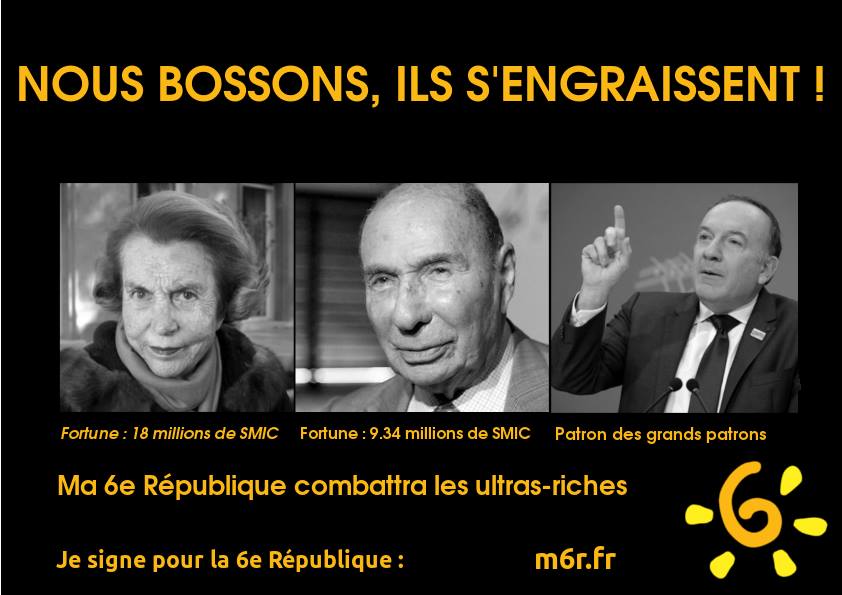 NOUS BOSSONS, ILS S'ENGRAISSENT !
Fortune : 18 millions de SMIC
Fortune : 9.34 millions de SMIC
Patron des grands patrons
Ma 6e République combattra les ultras-riches
6
Je signe pour la 6e République :
m6r.fr